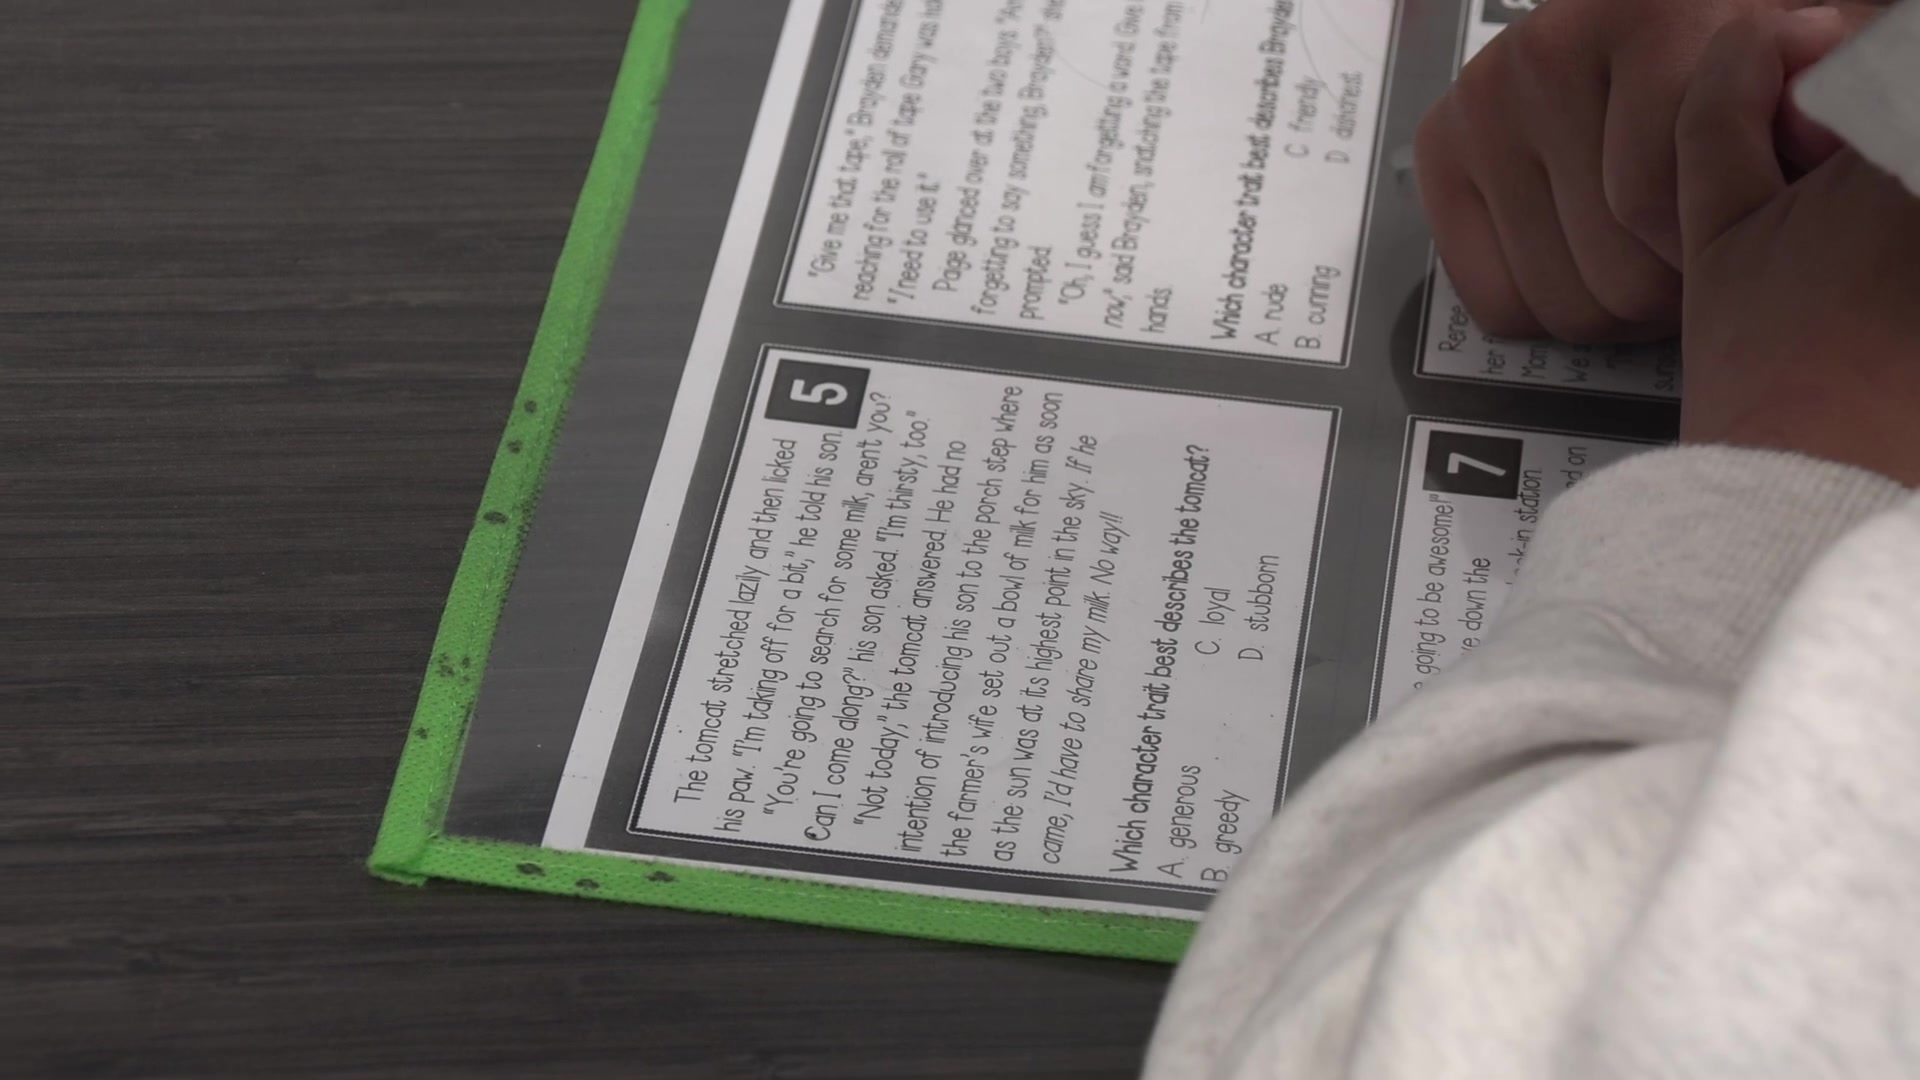 5
The tomcat stretched lazily and then licked
his paw. "I'm taking off for a bit," he told his son.
"You're going to search for some milk, aren't you?
Can I come along?" his son asked. "I'm thirsty, too."
"Not today," the tomcat answered. He had no
intention of introducing his son to the porch step where
the farmer's wife set out a bowl of milk for him as soon
as the sun was at its highest point in the sky. If he
came, I'd have to share my milk. No way!!
Which character trait best describes the tomcat?
A. generous
B. greedy
C. loyal
D. stubborn
"Give me that tape," Brayden
reaching for the roll of tape Gary was
"I need to use it."
Page glanced over at the two boys.
forgetting to say something, Brayden?"
prompted.
"Oh, I guess I am forgetting a word. Give
now," said Brayden, snatching the tape from
hands.
Which character trait best describes Brayden
A. rude
B. cunning
C. friendly
D. dishonest
7
going to be awesome!"
down the
station
on
Renee
her
Mom
We